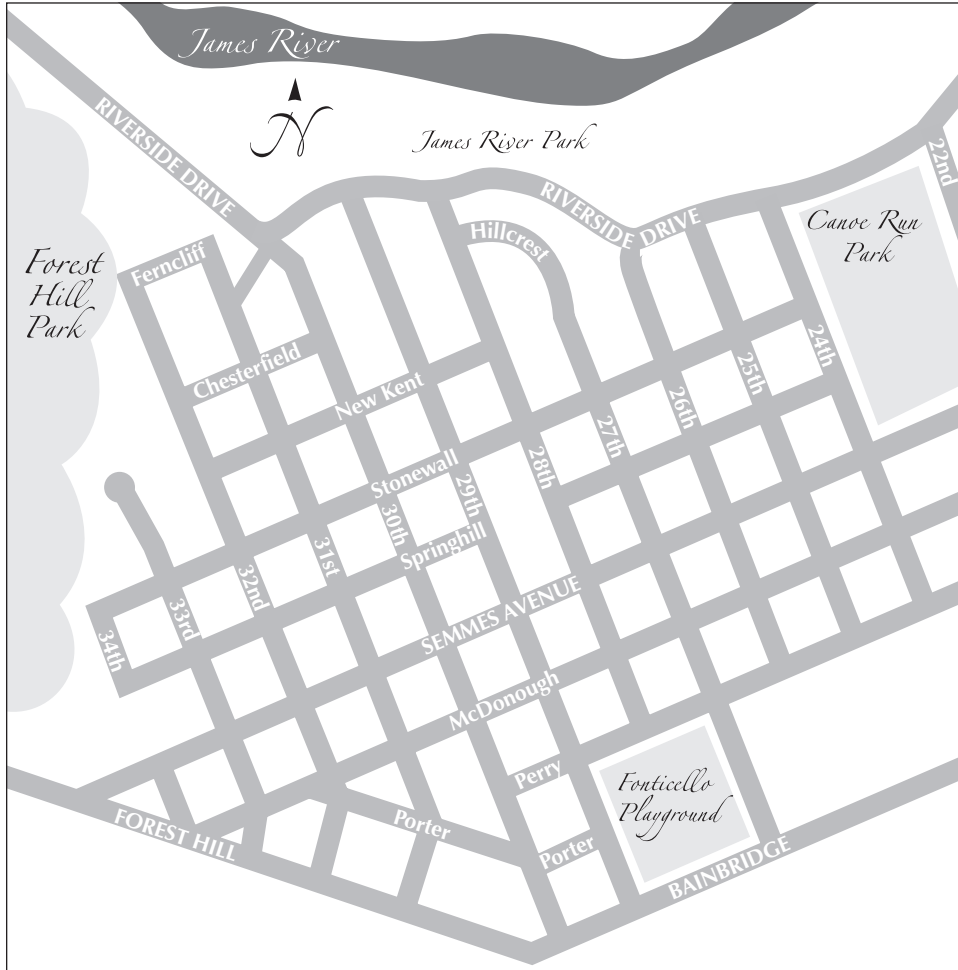 James River
N
James River Park
RIVERSIDE DRIVE
RIVERSIDE DRIVE
22nd
Hillcrest
Canoe Run
Park
Ferncliff
Forest
Hill
Park
Chesterfield
New Kent
24th
25th
26th
27th
28th
Stonewall
29th
30th
Springhill
31st
32nd
33rd
34th
SEMMES AVENUE
McDonough
Perry
Fonticello
Playground
Porter
Porter
FOREST HILL
BAINBRIDGE